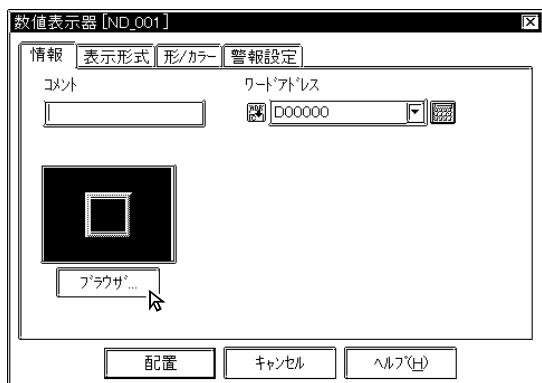 数値表示器 [ND_001]
情報 表示形式 形/カラー 警報設定
コメント ワードアドレス
D00000
ブラウザ...
配置 キャンセル ヘルプ(H)